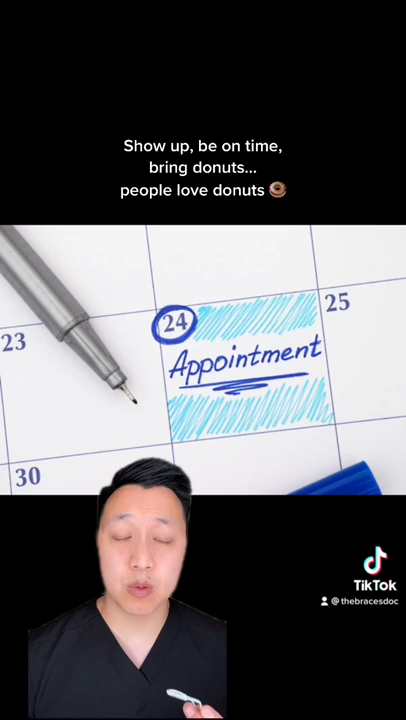 Show up, be on time,
bring donuts...
people love donuts 🍩
24
25
23
Appointment
30
TikTok
@thebracesdoc